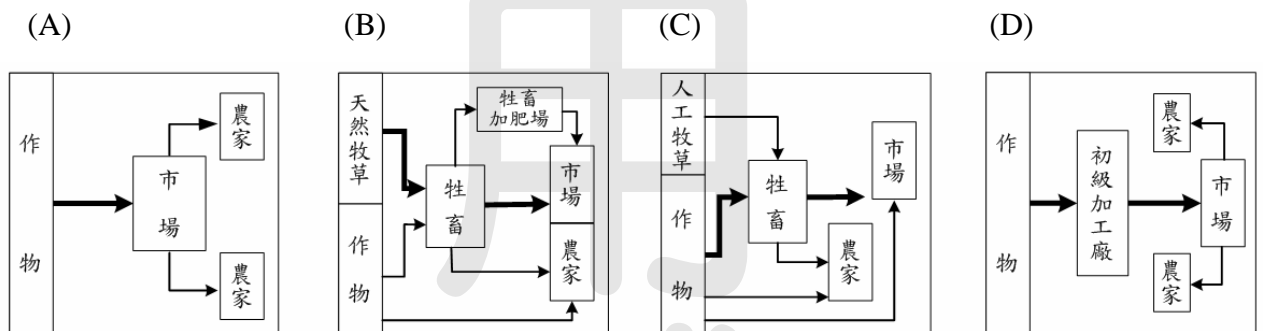 (A)
作物
市場
農家
農家
(B)
天然牧草
作物
牲畜
牲畜
加肥場
市場
農家
(C)
人工牧草
作物
牲畜
農家
市場
(D)
作物
初級加工廠
農家
市場
農家